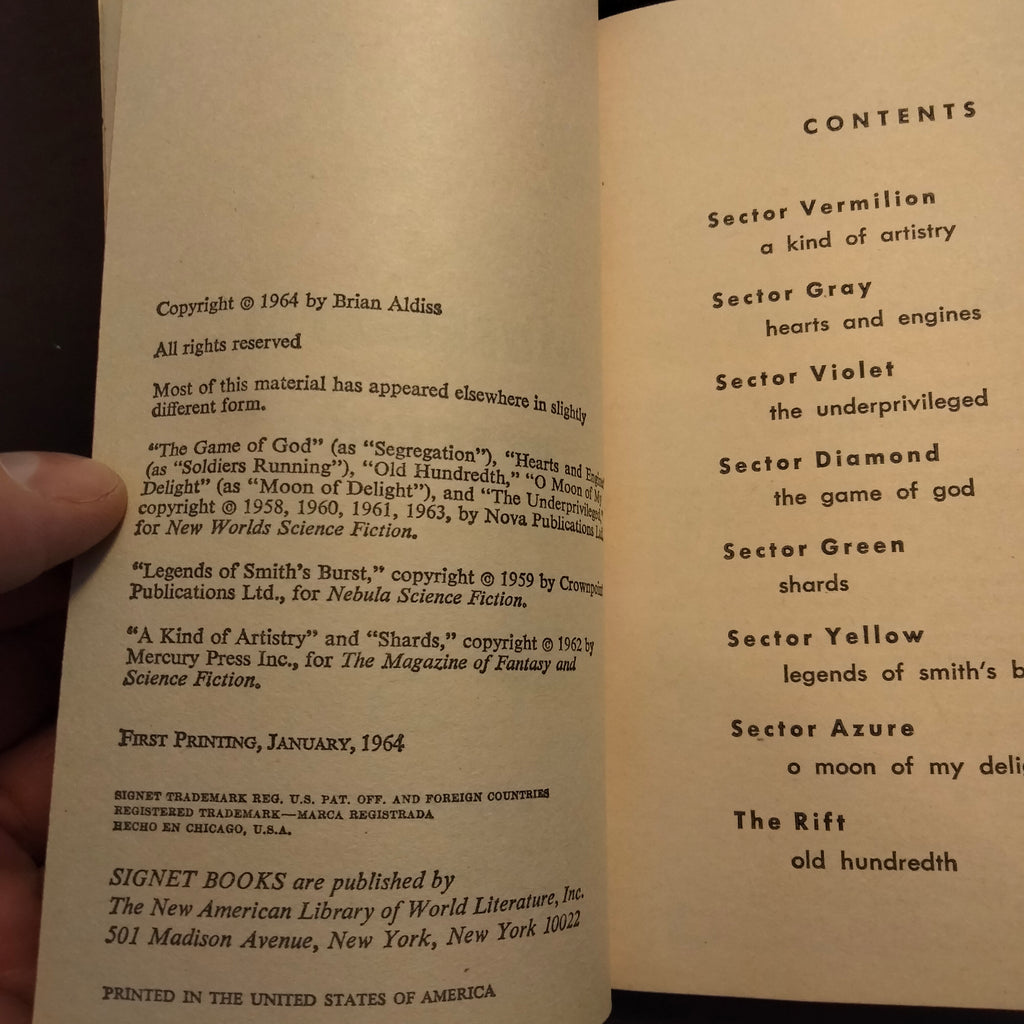 Copyright © 1964 by Brian Aldiss
All rights reserved
Most of this material has appeared elsewhere in slightly
different form.
“The Game of God” (as “Segregation”), “Hearts and
(as “Soldiers Running”), “Old Hundredth,” “O Moon of My
Delight” (as “Moon of Delight”), and “The Underprivileged,”
copyright © 1958, 1960, 1961, 1963, by Nova Publications
for New Worlds Science Fiction.
“Legends of Smith’s Burst,” copyright © 1959 by Crownpoint
Publications Ltd., for Nebula Science Fiction.
“A Kind of Artistry” and “Shards,” copyright © 1962 by
Mercury Press Inc., for The Magazine of Fantasy and
Science Fiction.
FIRST PRINTING, JANUARY, 1964
SIGNET TRADEMARK REG. U.S. PAT. OFF. AND FOREIGN COUNTRIES
REGISTERED TRADEMARK—MARCA REGISTRADA
HECHO EN CHICAGO, U.S.A.
SIGNET BOOKS are published by
The New American Library of World Literature, Inc.
501 Madison Avenue, New York, New York 10022
PRINTED IN THE UNITED STATES OF AMERICA
CONTENTS
Sector Vermilion
a kind of artistry
Sector Gray
hearts and engines
Sector Violet
the underprivileged
Sector Diamond
the game of god
Sector Green
shards
Sector Yellow
legends of smith's b
Sector Azure
o moon of my deli
The Rift
old hundredth